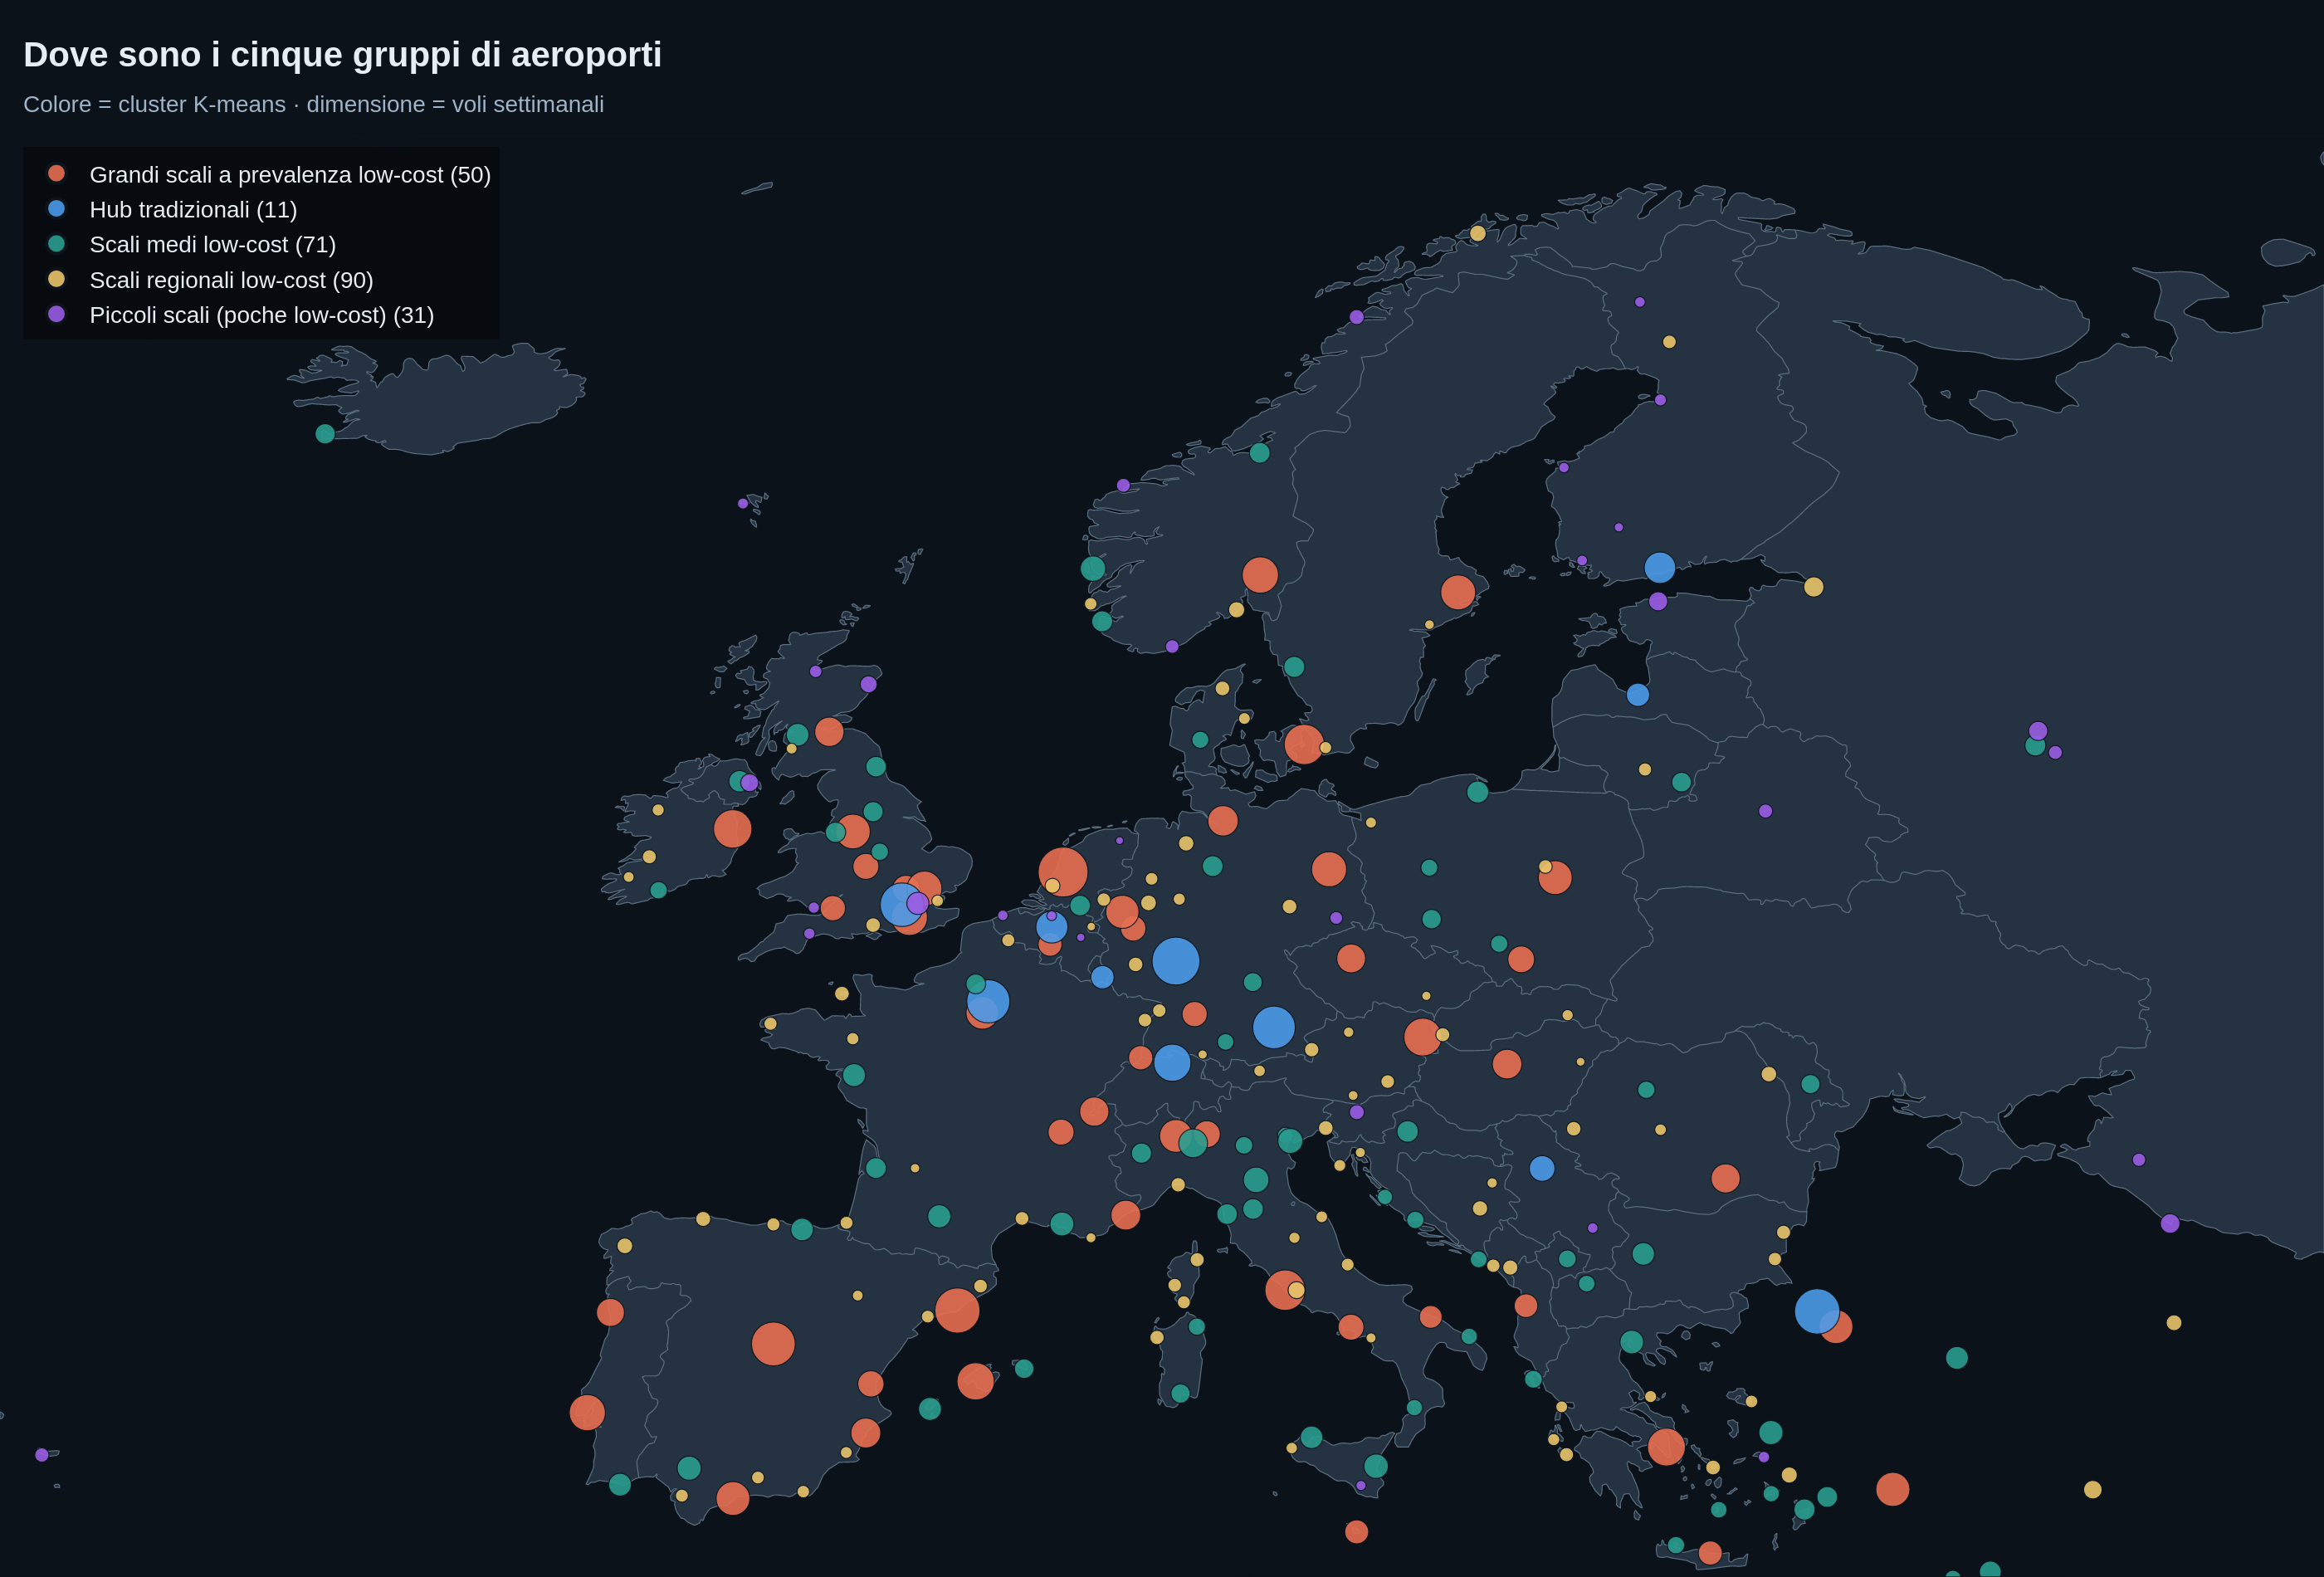 Dove sono i cinque gruppi di aeroporti
Colore = cluster K-means · dimensione = voli settimanali
Grandi scali a prevalenza low-cost (50)
Hub tradizionali (11)
Scali medi low-cost (71)
Scali regionali low-cost (90)
Piccoli scali (poche low-cost) (31)